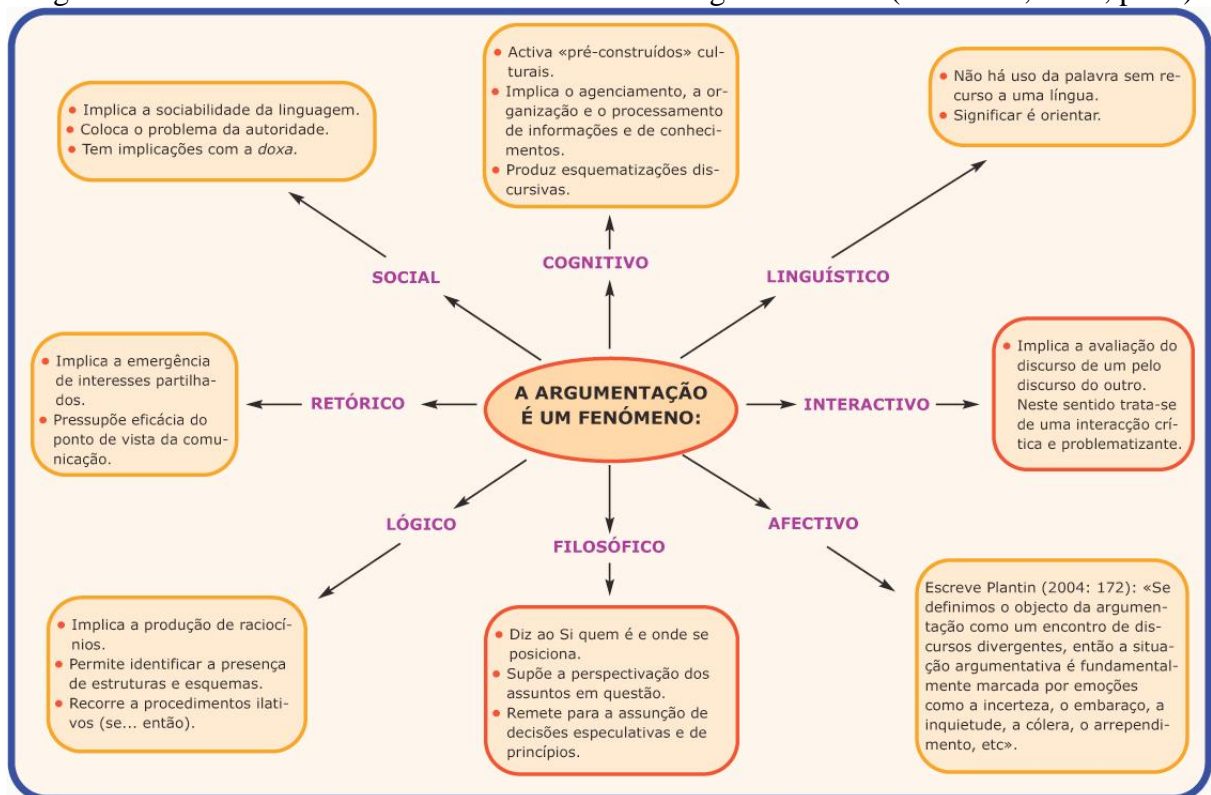 Activa «pré-construídos» cul-
turais.
Implica o agenciamento, a or-
ganização e o processamento
de informações e de conheci-
mentos.
Produz esquematizações dis-
cursivas.
Implica a sociabilidade da linguagem.
Coloca o problema da autoridade.
Tem implicações com a doxa.
Não há uso da palavra sem re-
curso a uma língua.
Significar é orientar.
SOCIAL
COGNITIVO
LINGUÍSTICO
Implica a emergência
de interesses partilha-
dos.
Pressupõe eficácia do
ponto de vista da comu-
nicação.
RETÓRICO
A ARGUMENTAÇÃO
É UM FENÓMENO:
INTERACTIVO
Implica a avaliação do
discurso de um pelo
discurso do outro.
Neste sentido trata-se
de uma interacção crí-
tica e problematizante.
LÓGICO
FILOSÓFICO
AFECTIVO
Implica a produção de raciocí-
nios.
Permite identificar a presença
de estruturas e esquemas.
Recorre a procedimentos ilati-
vos (se... então).
Diz ao Si quem é e onde se
posiciona.
Supõe a perspectivação dos
assuntos em questão.
Remete para a assunção de
decisões especulativas e de
princípios.
Escreve Plantin (2004: 172): «Se
definimos o objecto da argumen-
tação como um encontro de dis-
cursos divergentes, então a situa-
ção argumentativa é fundamental-
mente marcada por emoções
como a incerteza, o embaraço, a
inquietude, a cólera, o arrependi-
mento, etc».